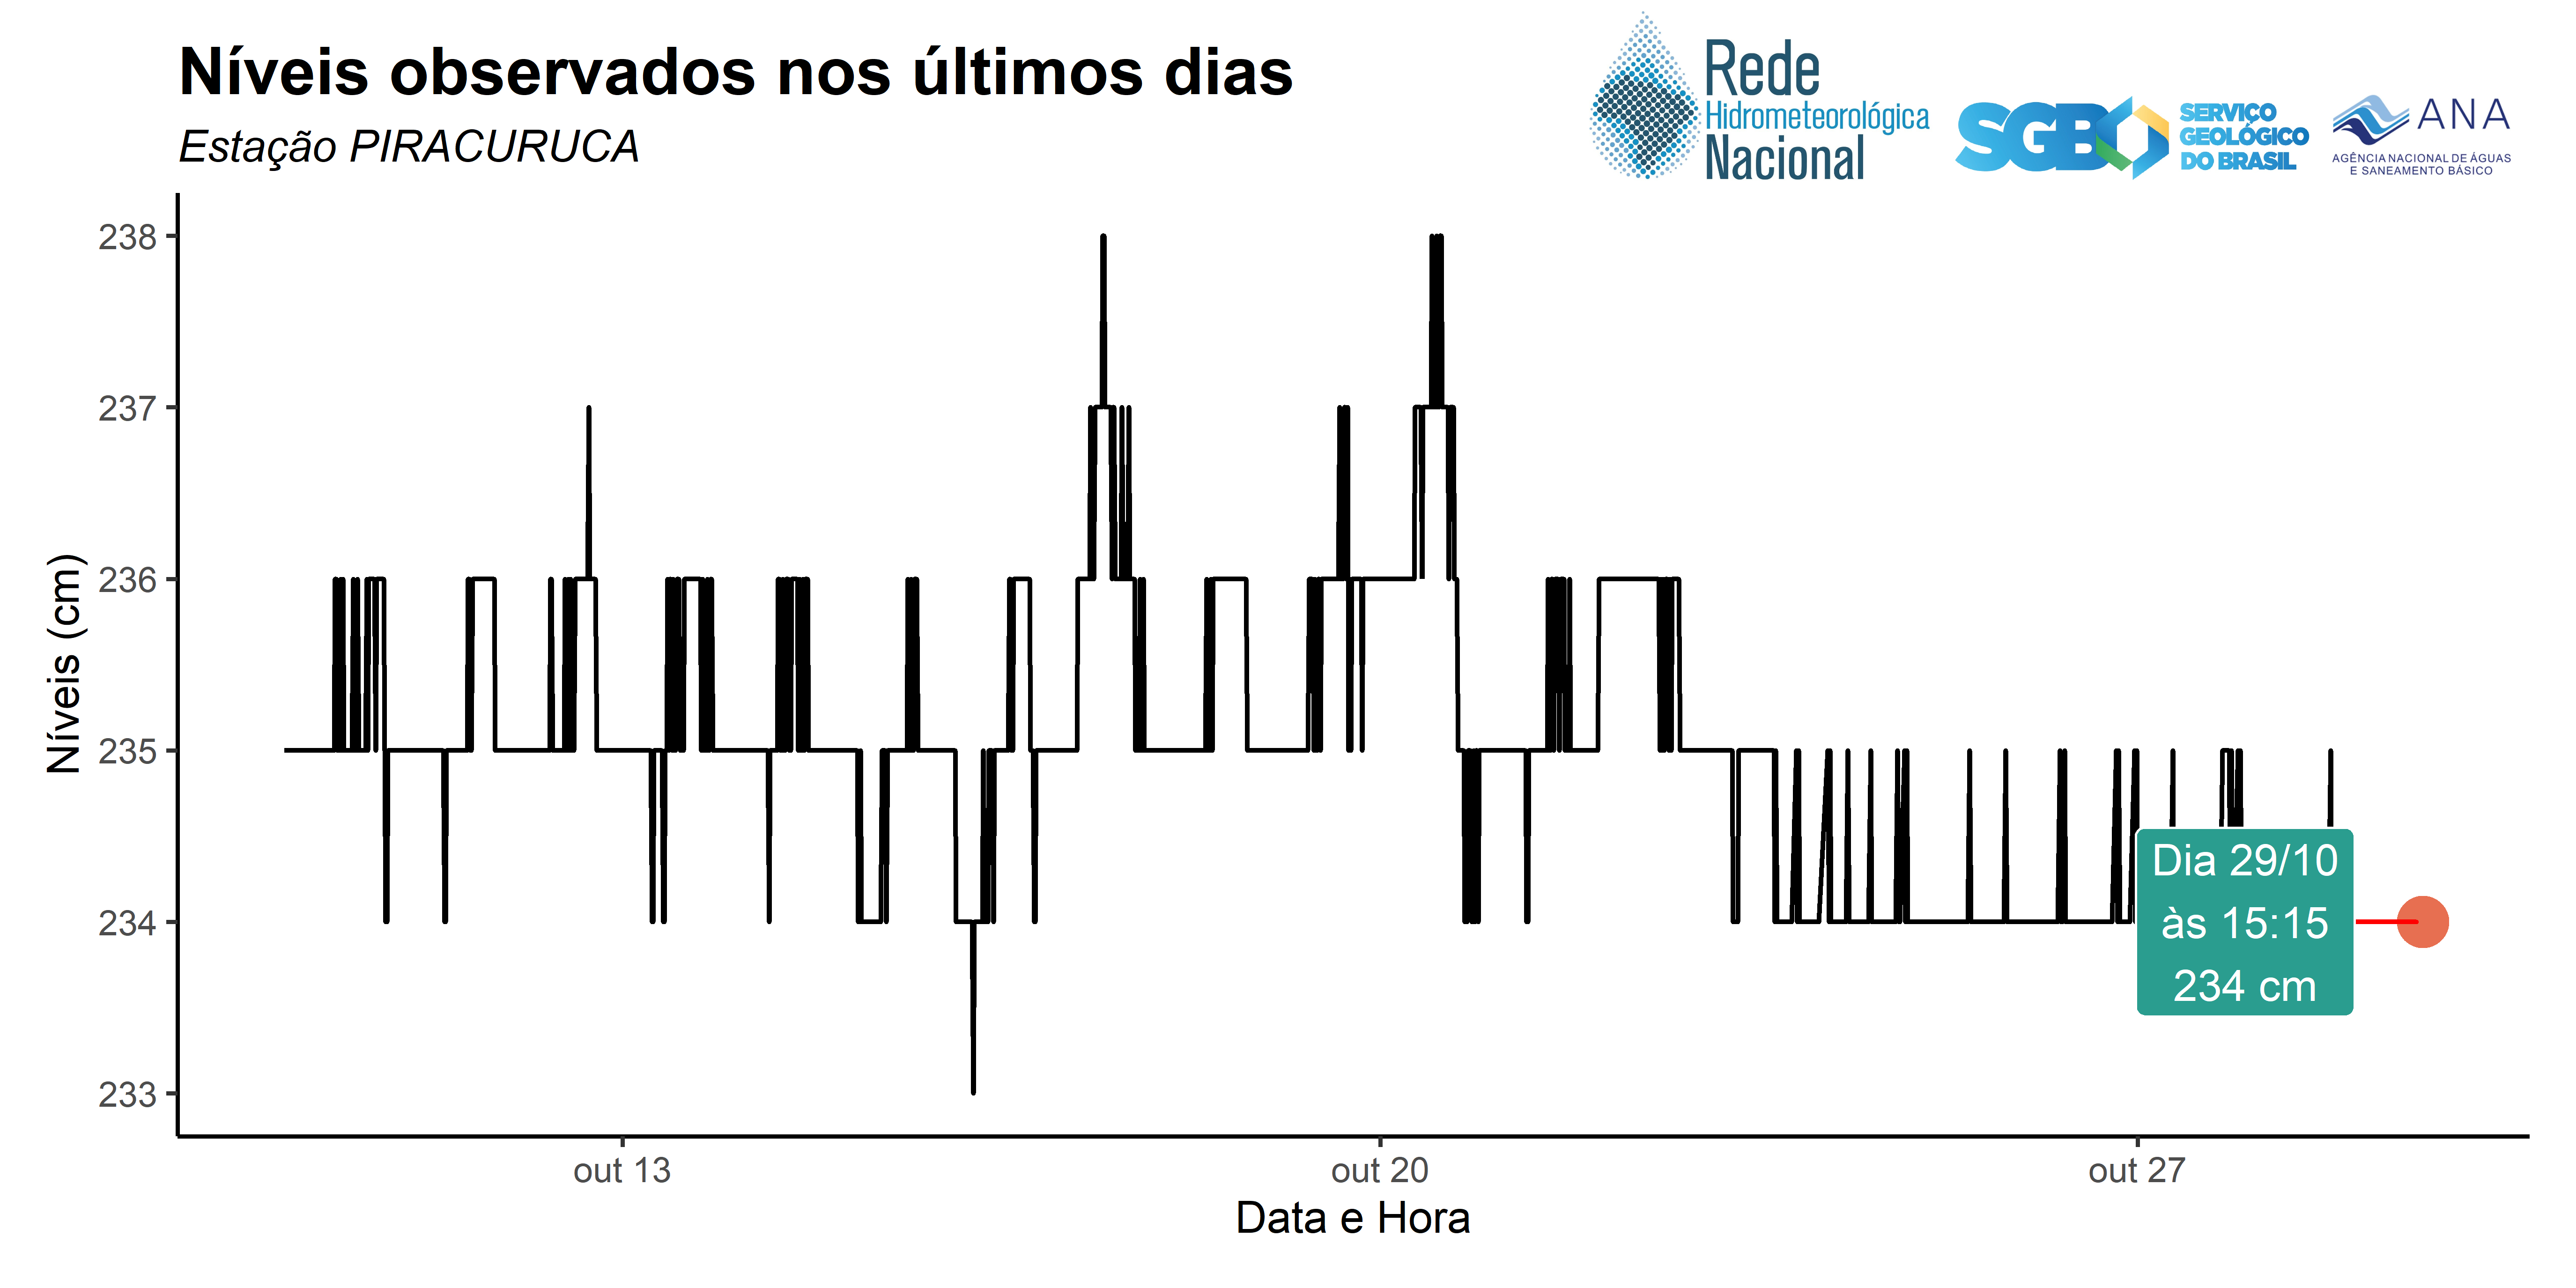 Níveis observados nos últimos dias
Estação PIRACURUCA
Rede
Hidrometeorológica
Nacional
SGB
SERVIÇO
GEOLÓGICO
DO BRASIL
ANA
AGÊNCIA NACIONAL DE ÁGUAS
E SANEAMENTO BÁSICO
238
237
236
235
234
233
Níveis (cm)
Dia 29/10
às 15:15
234 cm
out 13
out 20
out 27
Data e Hora